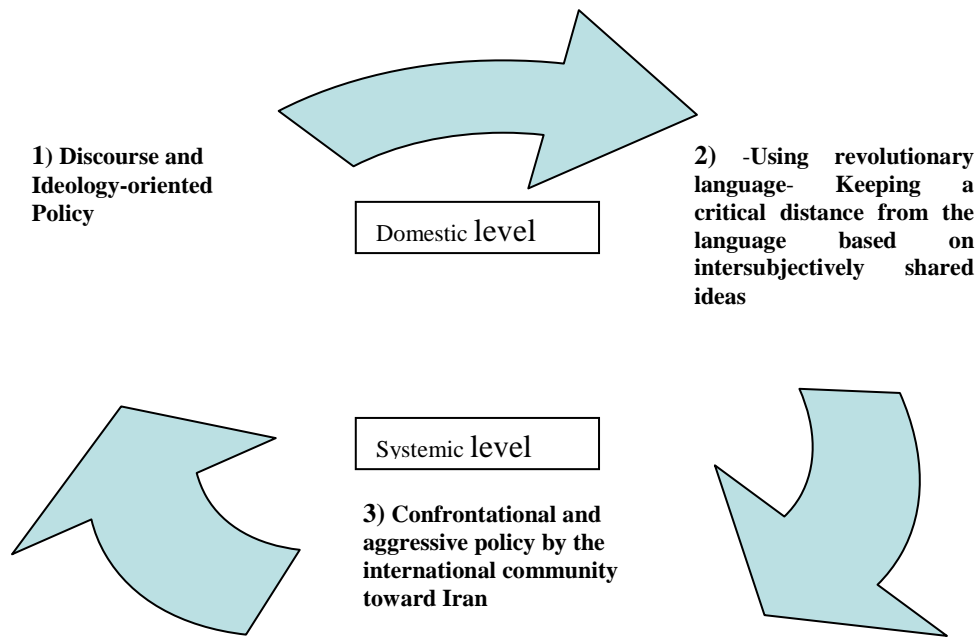 1) Discourse and
Ideology-oriented
Policy
Domestic level
2) -Using revolutionary
language- Keeping a
critical distance from the
language based on
intersubjectively shared
ideas
Systemic level
3) Confrontational and
aggressive policy by the
international community
toward Iran